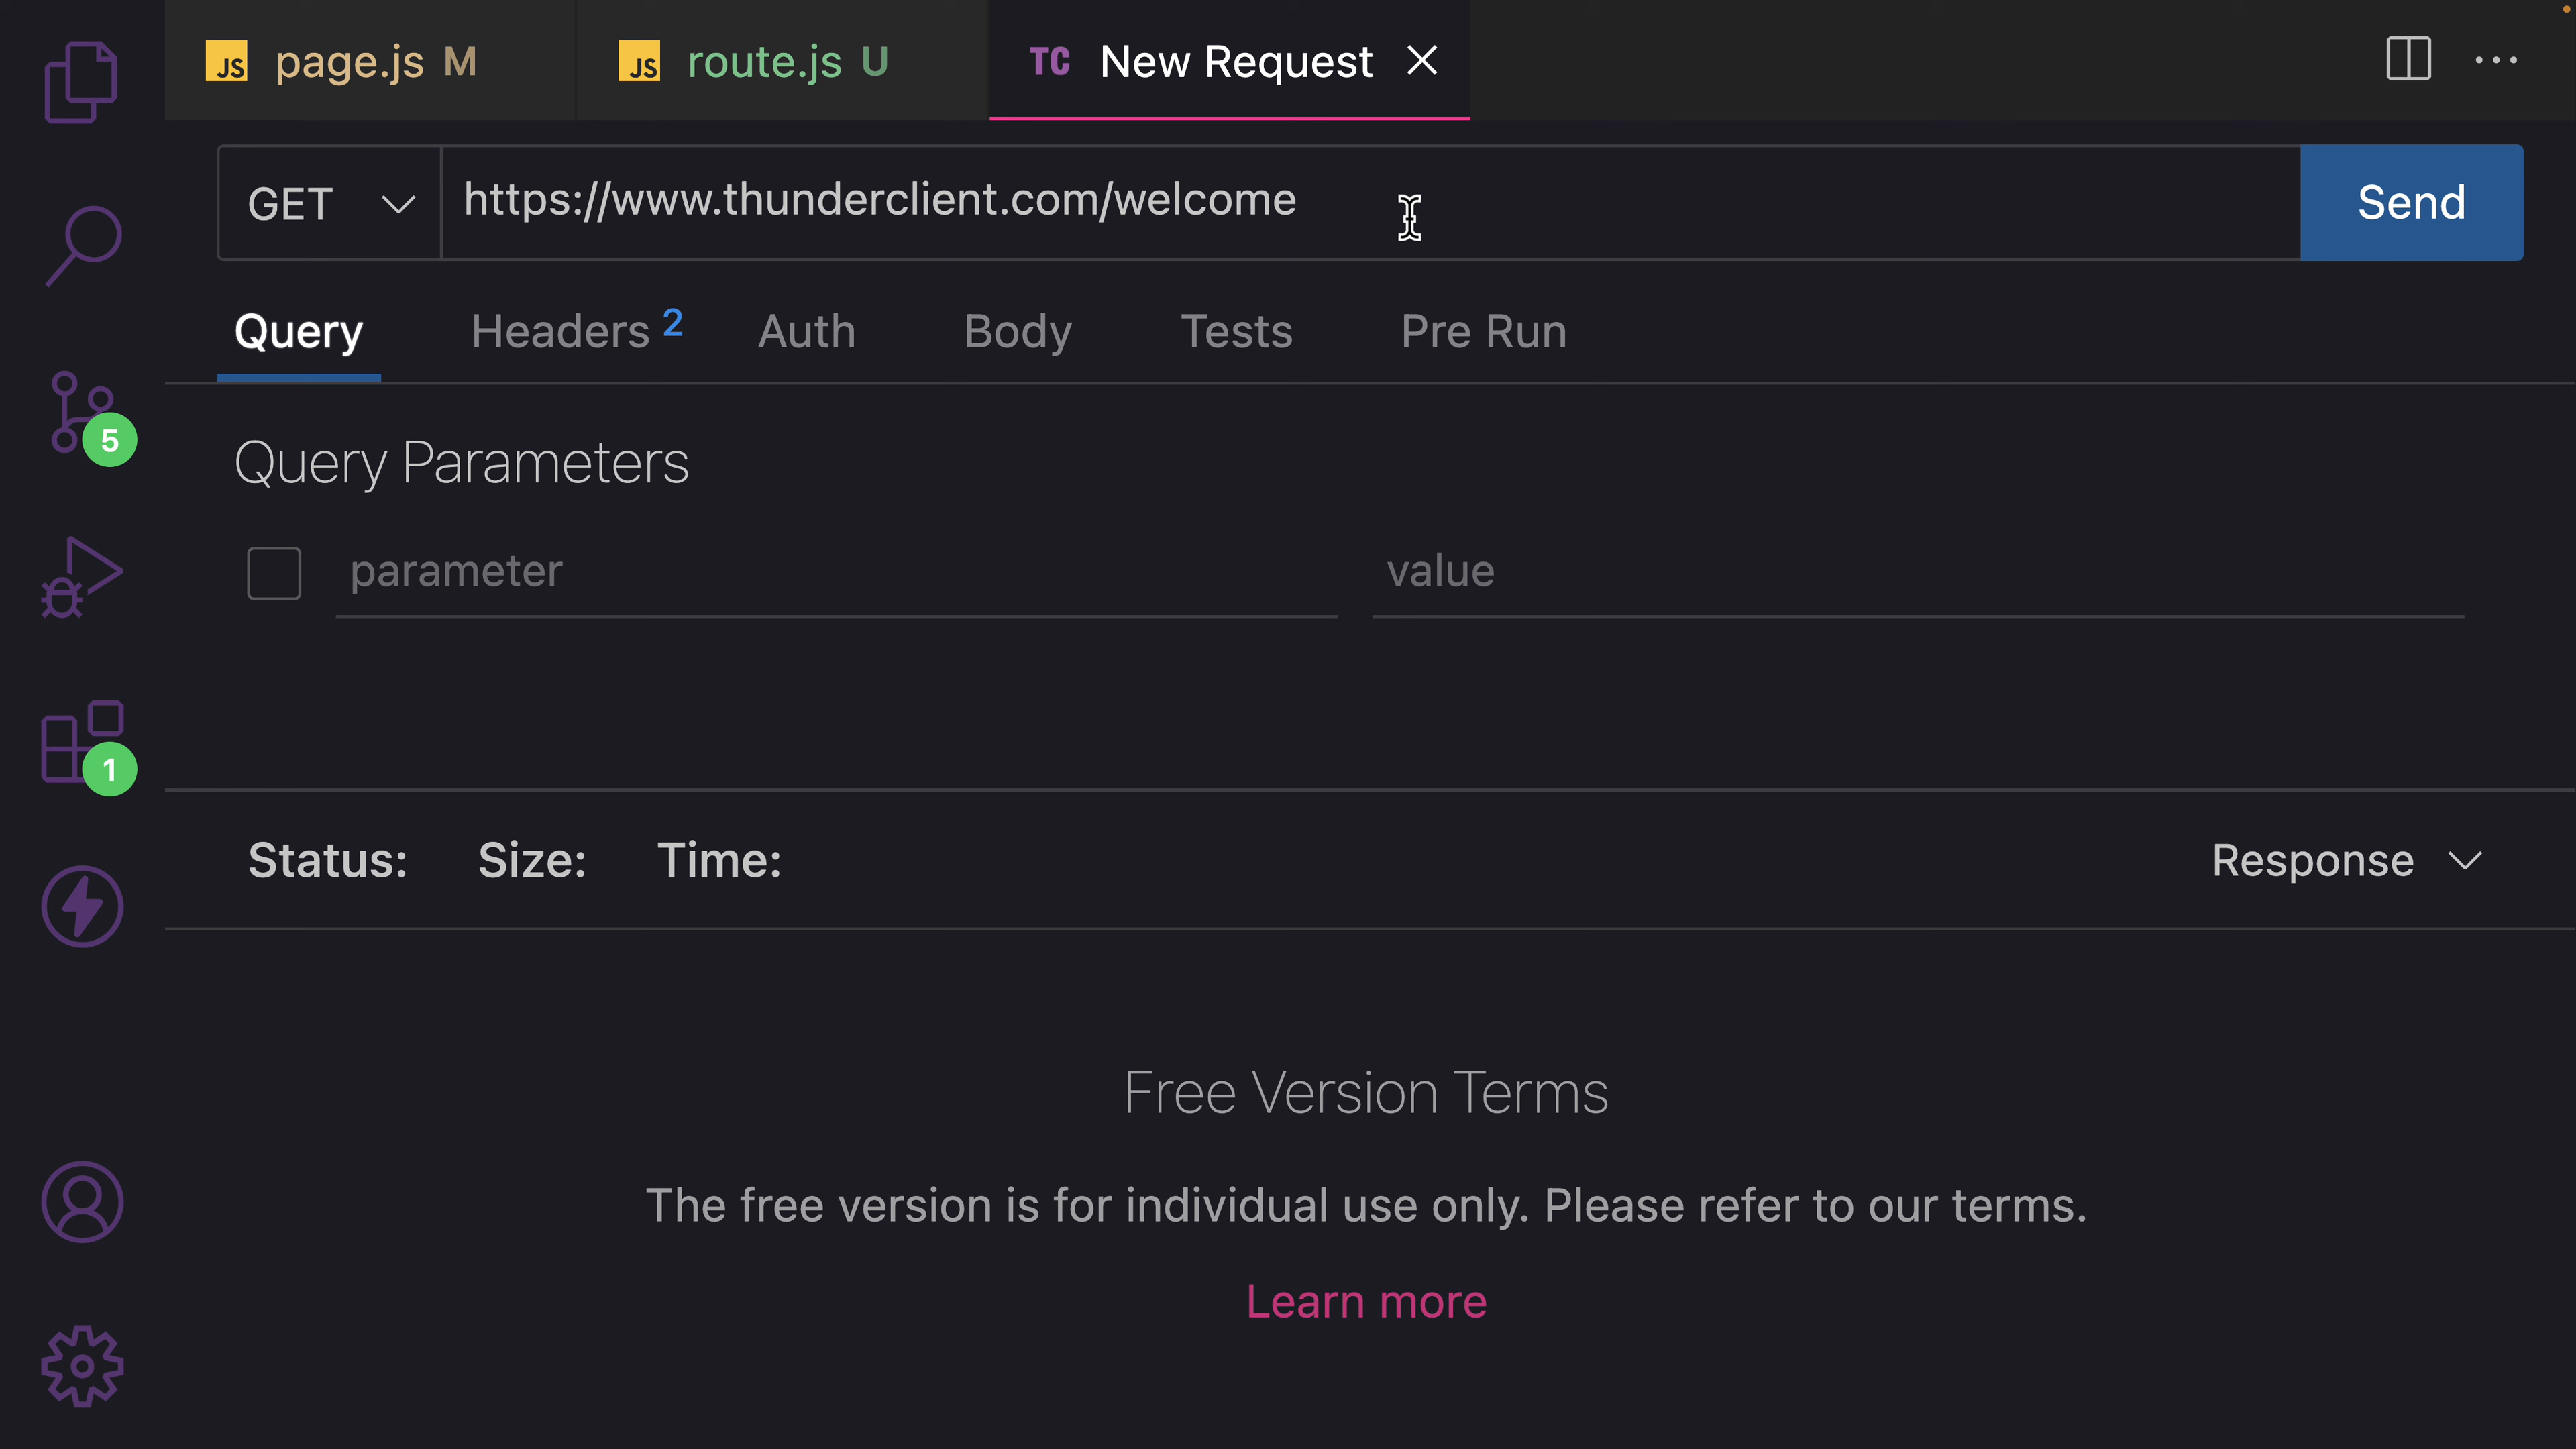 JS page.js M
JS route.js U
TC New Request
GET https://www.thunderclient.com/welcome Send
Query Headers 2 Auth Body Tests Pre Run
5
Query Parameters
parameter value
1
Status: Size: Time: Response
Free Version Terms
The free version is for individual use only. Please refer to our terms.
Learn more